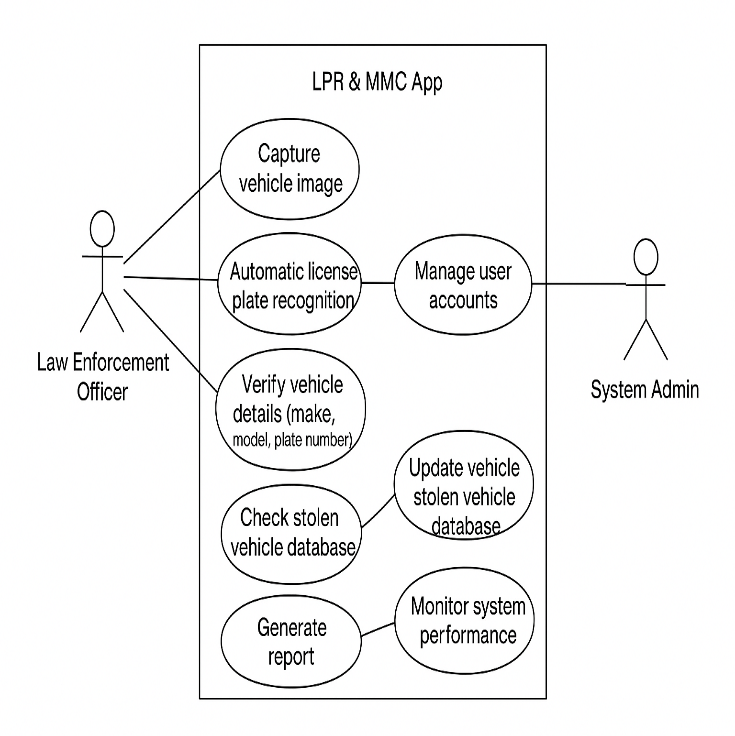 LPR & MMC App
Capture
vehicle image
Automatic license
plate recognition
Manage user
accounts
Law Enforcement
Officer
System Admin
Verify vehicle
details (make,
model, plate number)
Update vehicle
stolen vehicle
database
Check stolen
vehicle database
Generate
report
Monitor system
performance